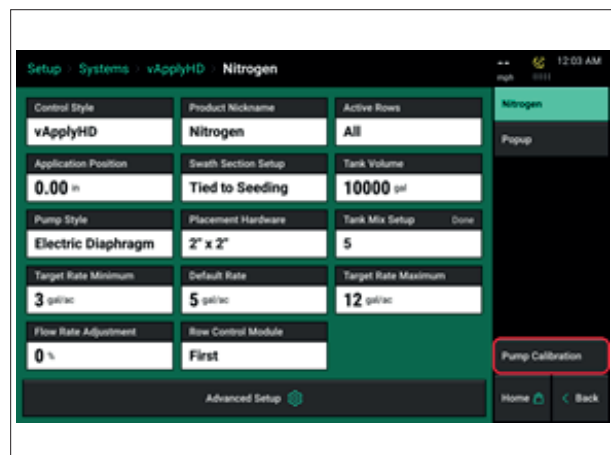 Setup > Systems > vApplyHD > Nitrogen
-- mph
12:03 AM
Control Style
vApplyHD
Product Nickname
Nitrogen
Active Rows
All
Application Position
0.00 in
Swath Section Setup
Tied to Seeding
Tank Volume
10000 gal
Pump Style
Electric Diaphragm
Placement Hardware
2" x 2"
Tank Mix Setup Done
5
Target Rate Minimum
3 gal/ac
Default Rate
5 gal/ac
Target Rate Maximum
12 gal/ac
Flow Rate Adjustment
0 %
Row Control Module
First
Advanced Setup
Nitrogen
Popup
Pump Calibration
Home
< Back